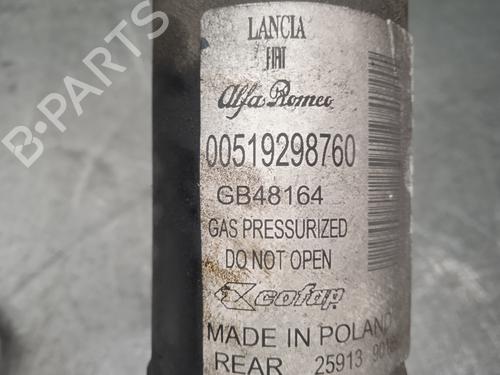 B-PARTS
LANCIA
FIAT
Alfa Romeo
00519298760
GB48164
GAS PRESSURIZED
DO NOT OPEN
cofap
MADE IN POLAND
REAR 25913